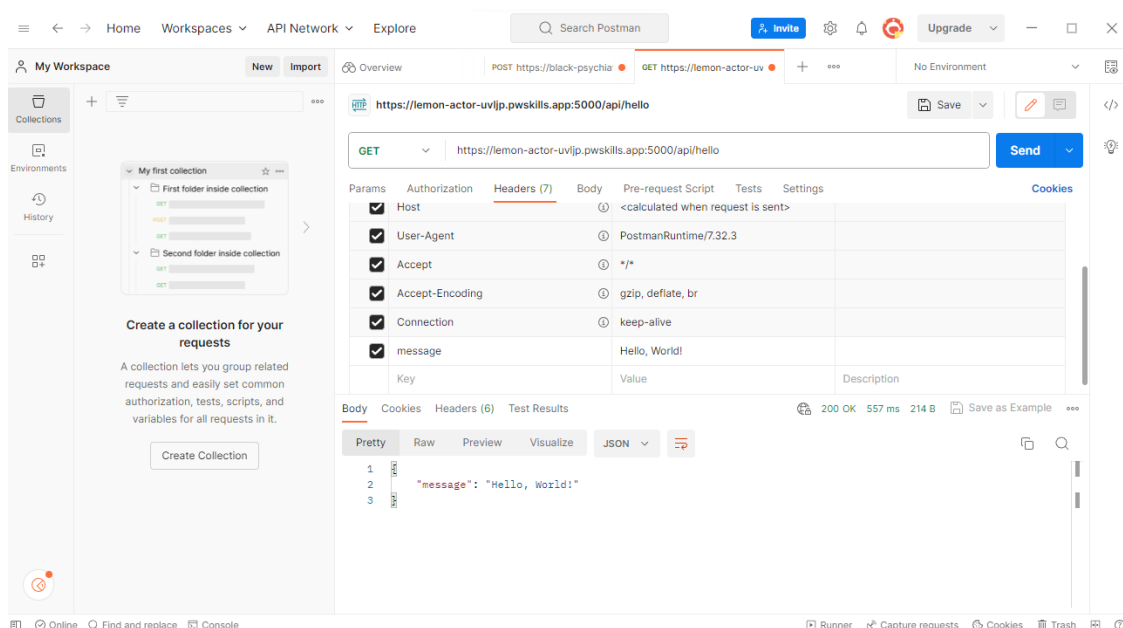 Home Workspaces API Network Explore Search Postman Invite Upgrade
My Workspace New Import Overview POST https://black-psychia GET https://lemon-actor-uv No Environment
Collections
Environments
History
My first collection
First folder inside collection
GET
POST
GET
Second folder inside collection
GET
GET
Create a collection for your
requests
A collection lets you group related
requests and easily set common
authorization, tests, scripts, and
variables for all requests in it.
Create Collection
HTTP https://lemon-actor-uvljp.pwskills.app:5000/api/hello Save
GET https://lemon-actor-uvljp.pwskills.app:5000/api/hello Send
Params Authorization Headers (7) Body Pre-request Script Tests Settings Cookies
Host <calculated when request is sent>
User-Agent PostmanRuntime/7.32.3
Accept */*
Accept-Encoding gzip, deflate, br
Connection keep-alive
message Hello, World!
Key Value Description
Body Cookies Headers (6) Test Results 200 OK 557 ms 214 B Save as Example
Pretty Raw Preview Visualize JSON
1 {
2 "message": "Hello, World!"
3 }
Online Find and replace Console Runner Capture requests Cookies Trash